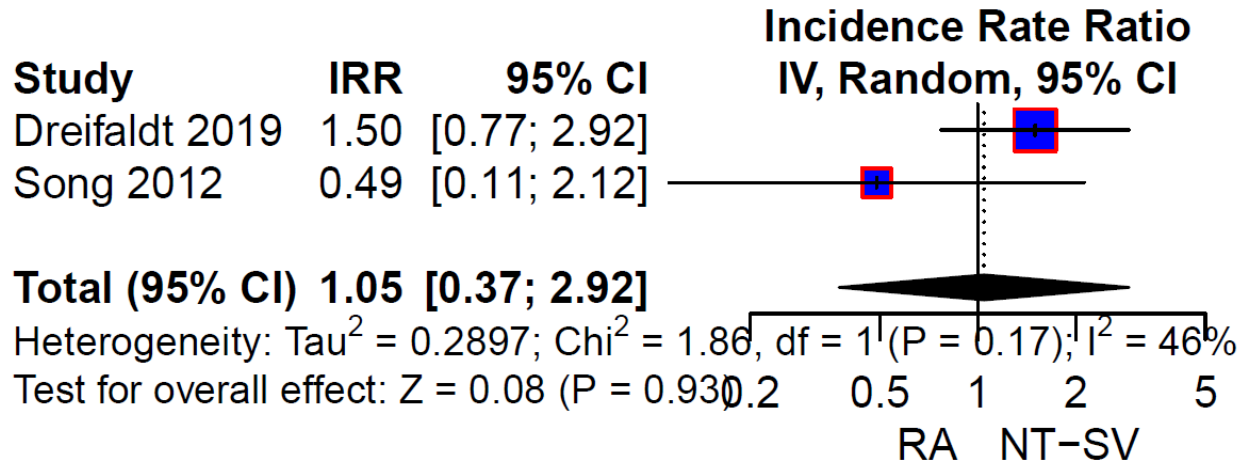 Incidence Rate Ratio
Study IRR 95% CI IV, Random, 95% CI
Dreifaldt 2019 1.50 [0.77; 2.92]
Song 2012 0.49 [0.11; 2.12]
Total (95% CI) 1.05 [0.37; 2.92]
Heterogeneity: Tau² = 0.2897; Chi² = 1.86, df = 1 (P = 0.17); I² = 46%
Test for overall effect: Z = 0.08 (P = 0.93)
0.2 0.5 1 2 5
RA NT−SV